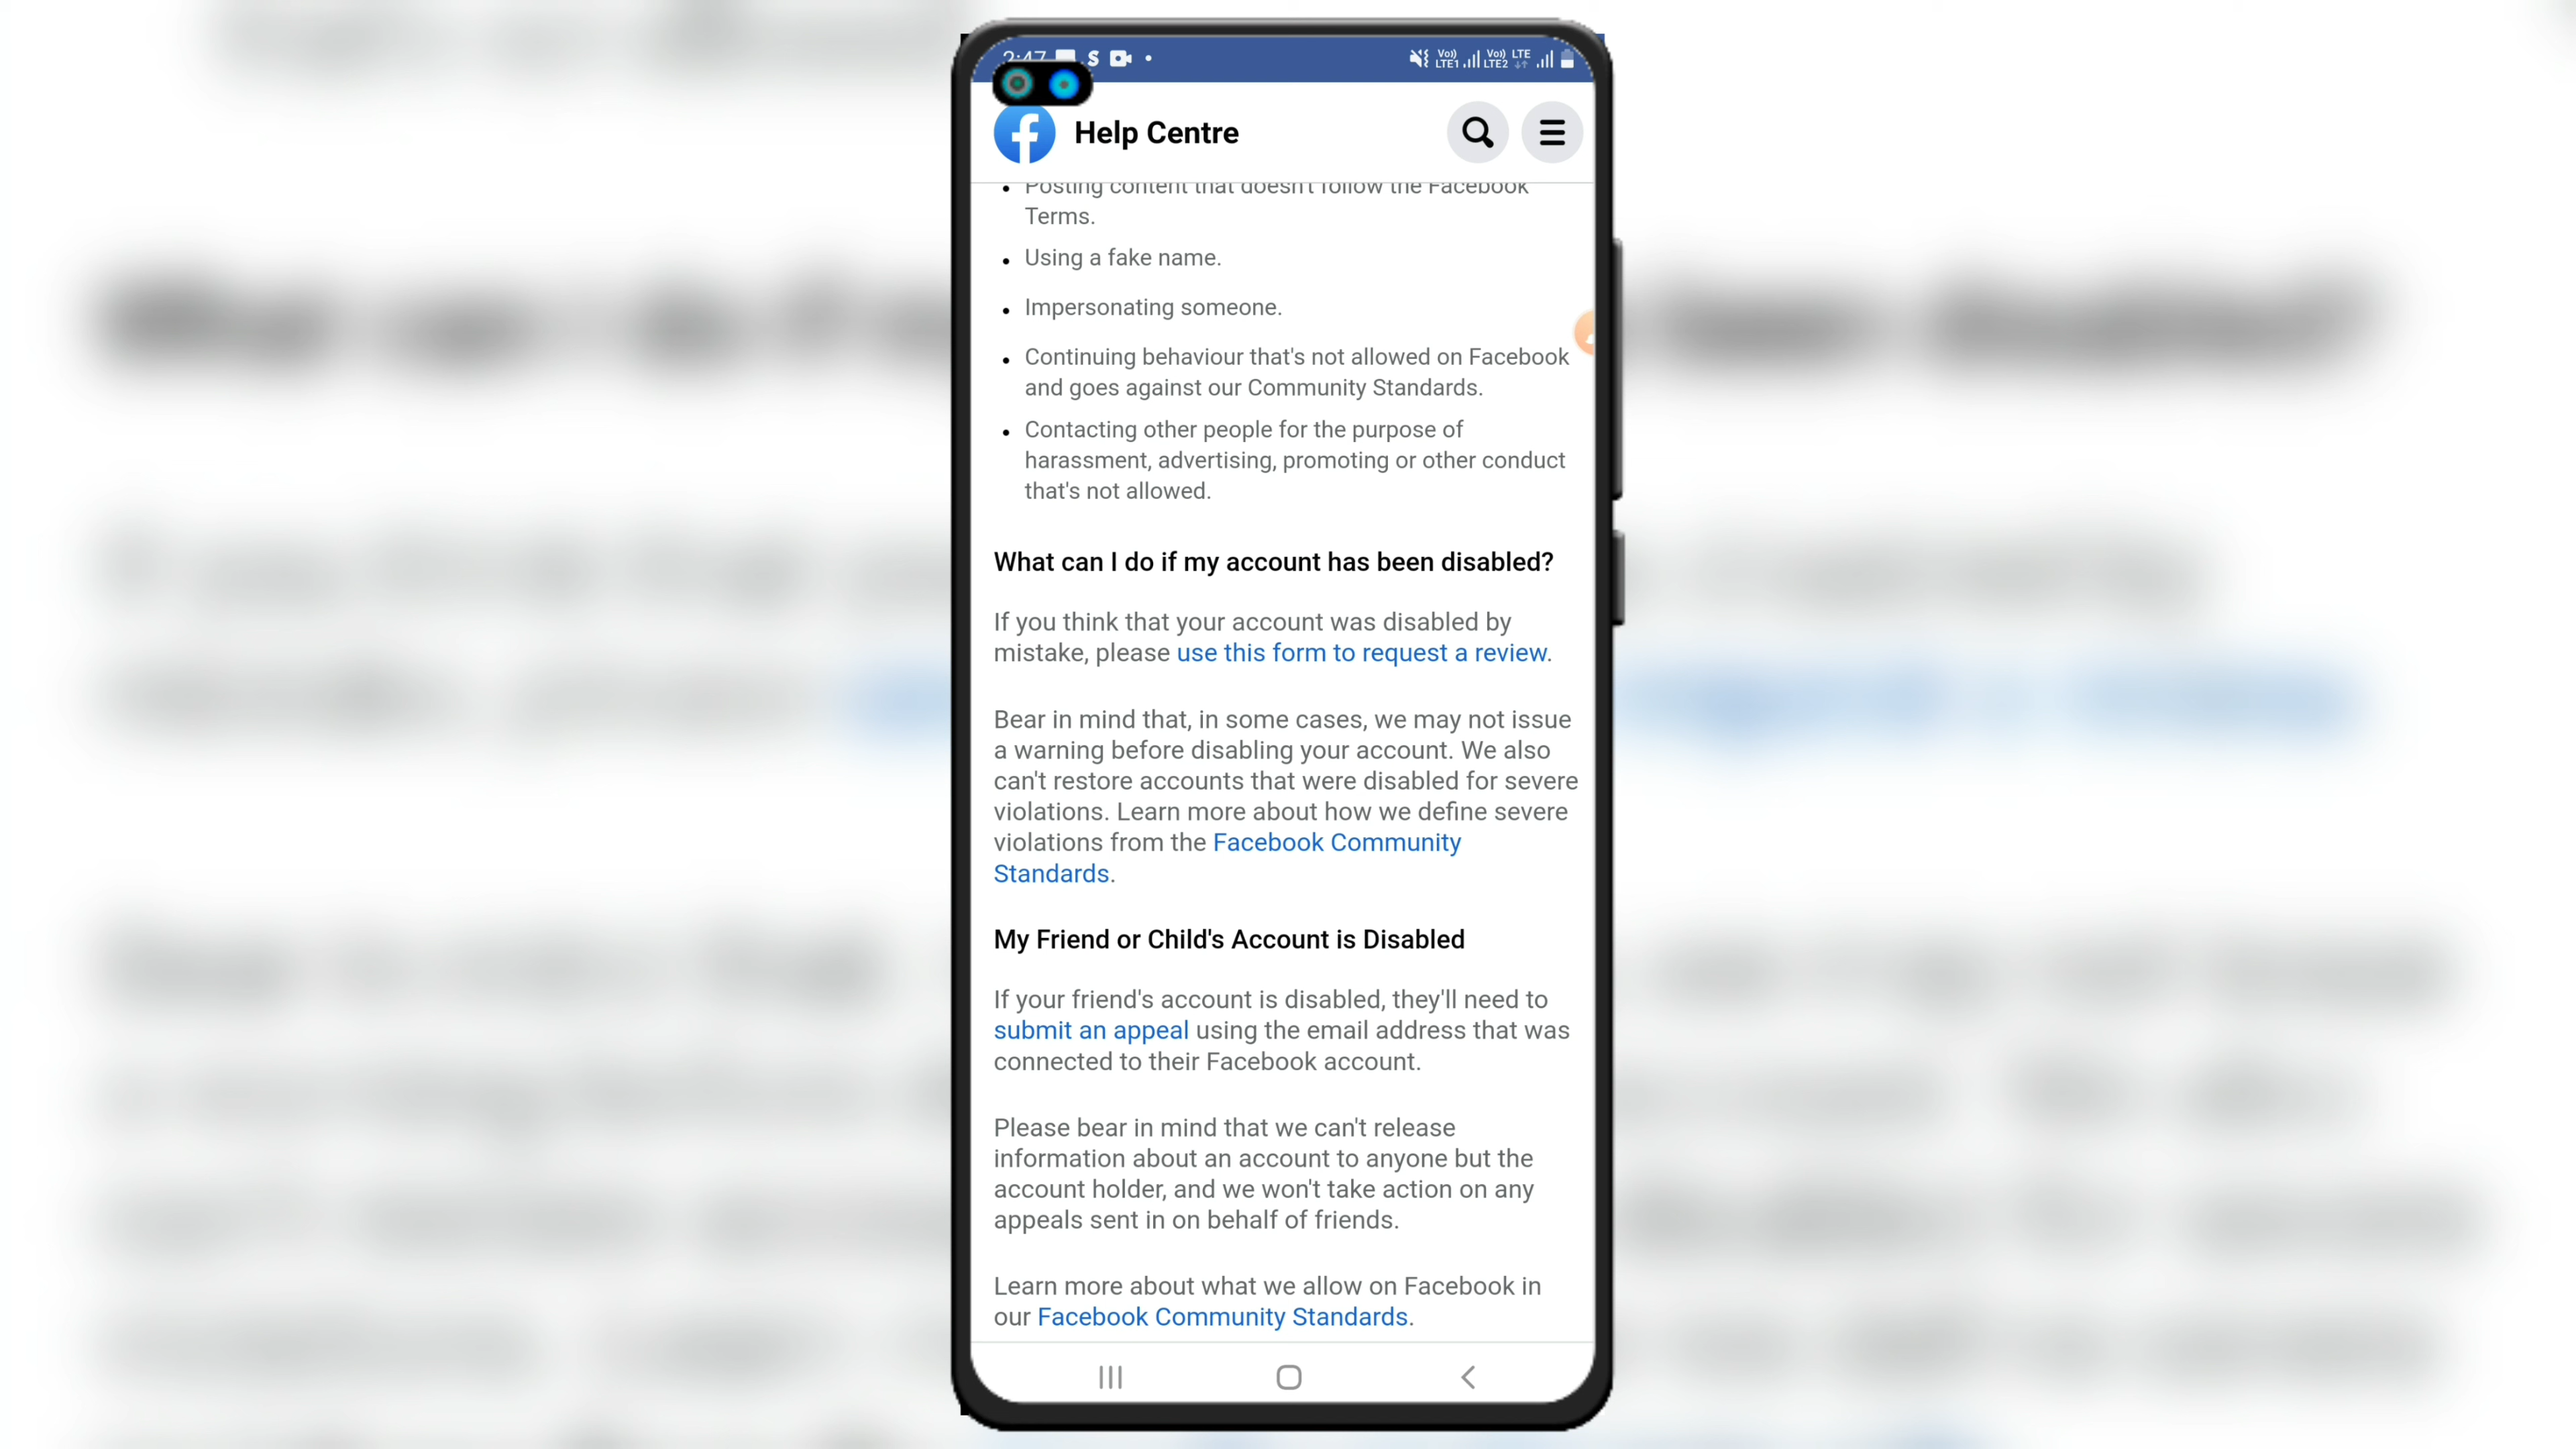 2:47
Help Centre
Posting content that doesn't follow the Facebook
Terms.
Using a fake name.
Impersonating someone.
Continuing behaviour that's not allowed on Facebook
and goes against our Community Standards.
Contacting other people for the purpose of
harassment, advertising, promoting or other conduct
that's not allowed.
What can I do if my account has been disabled?
If you think that your account was disabled by
mistake, please use this form to request a review.
Bear in mind that, in some cases, we may not issue
a warning before disabling your account. We also
can't restore accounts that were disabled for severe
violations. Learn more about how we define severe
violations from the Facebook Community
Standards.
My Friend or Child's Account is Disabled
If your friend's account is disabled, they'll need to
submit an appeal using the email address that was
connected to their Facebook account.
Please bear in mind that we can't release
information about an account to anyone but the
account holder, and we won't take action on any
appeals sent in on behalf of friends.
Learn more about what we allow on Facebook in
our Facebook Community Standards.